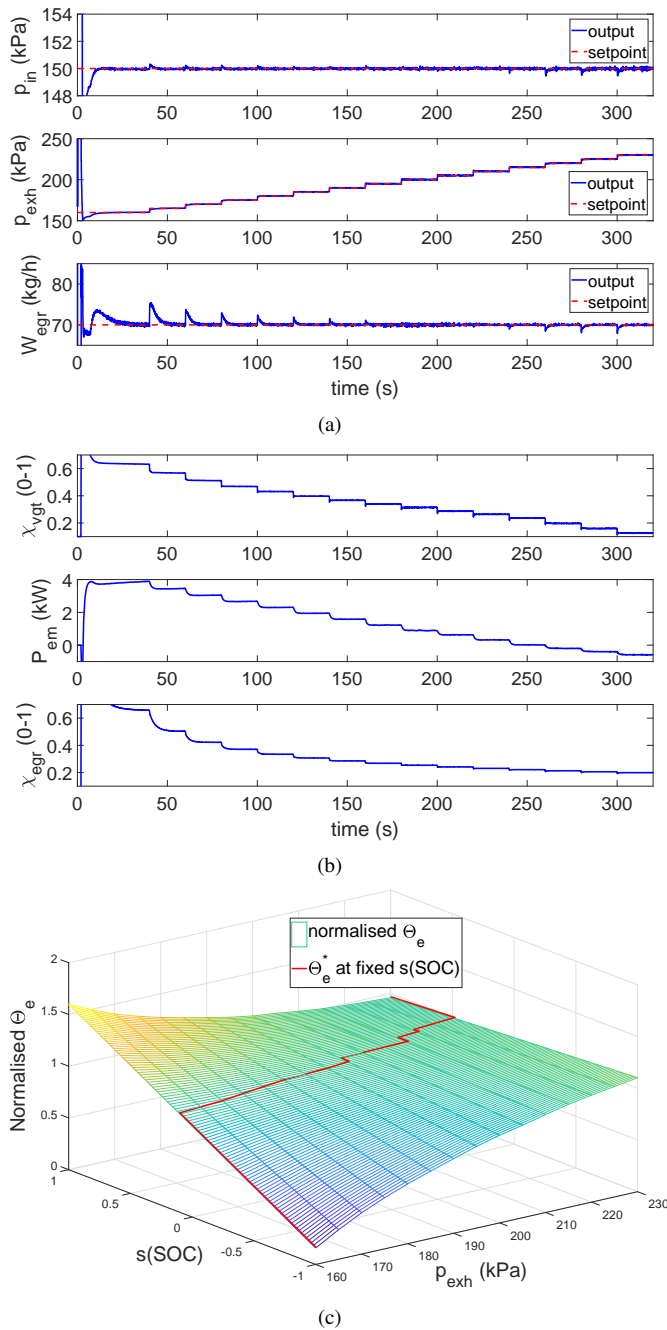 154
152
150
148
p_in (kPa)
output
setpoint
0 50 100 150 200 250 300
250
200
150
p_exh (kPa)
output
setpoint
0 50 100 150 200 250 300
80
70
W_egr (kg/h)
output
setpoint
0 50 100 150 200 250 300
time (s)
(a)
0.6
0.4
0.2
χ_vgt (0-1)
0 50 100 150 200 250 300
4
2
0
P_em (kW)
0 50 100 150 200 250 300
0.6
0.4
0.2
χ_egr (0-1)
0 50 100 150 200 250 300
time (s)
(b)
normalised Θ_e
Θ_e^* at fixed s(SOC)
2
1.5
1
0.5
0
Normalised Θ_e
1
0.5
0
-0.5
-1
s(SOC)
160 170 180 190 200 210 220 230
p_exh (kPa)
(c)